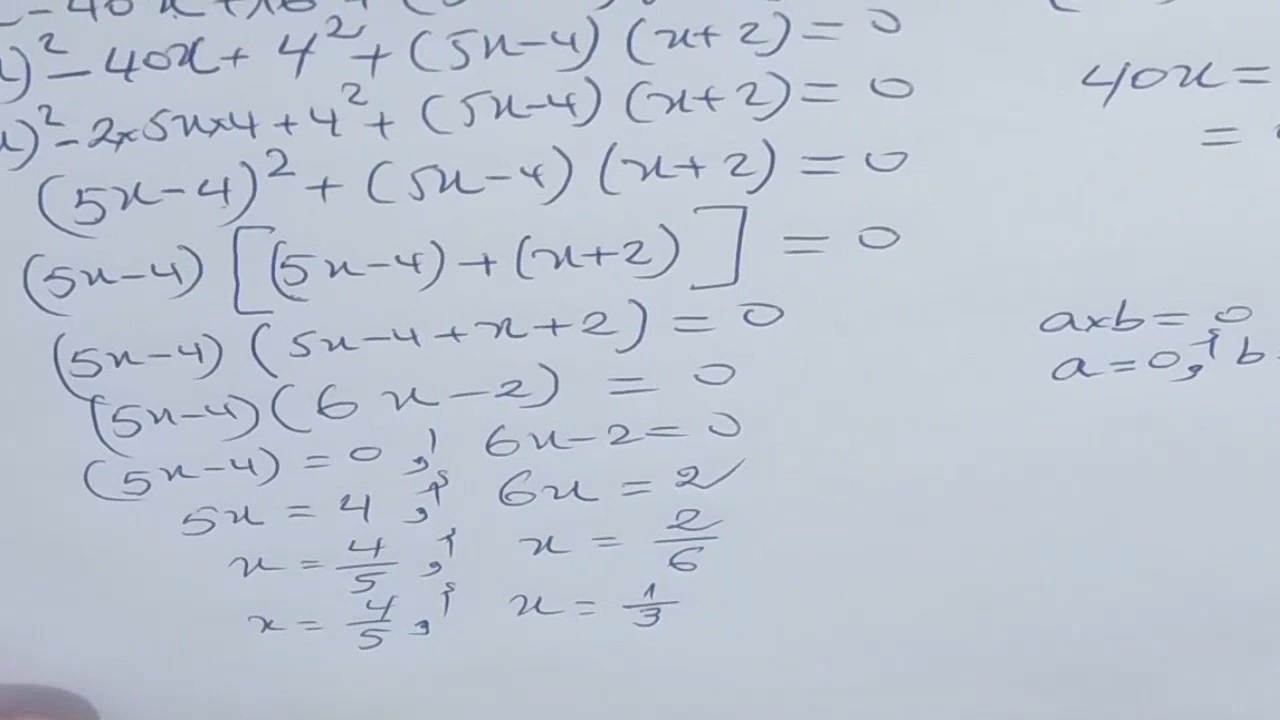 - 40x + 16 + (
)² - 40x + 4² + (5x-4) (x+2) = 0
)² - 2×5x×4 + 4² + (5x-4) (x+2) = 0
(5x-4)² + (5x-4) (x+2) = 0
(5x-4) [(5x-4) + (x+2)] = 0
(5x-4) (5x-4+x+2) = 0
(5x-4) (6x-2) = 0
(5x-4) = 0 , 6x-2 = 0
5x = 4 , 6x = 2
x = 4/5 , x = 2/6
x = 4/5 , x = 1/3
40x =
=
a×b = 0
a = 0, b